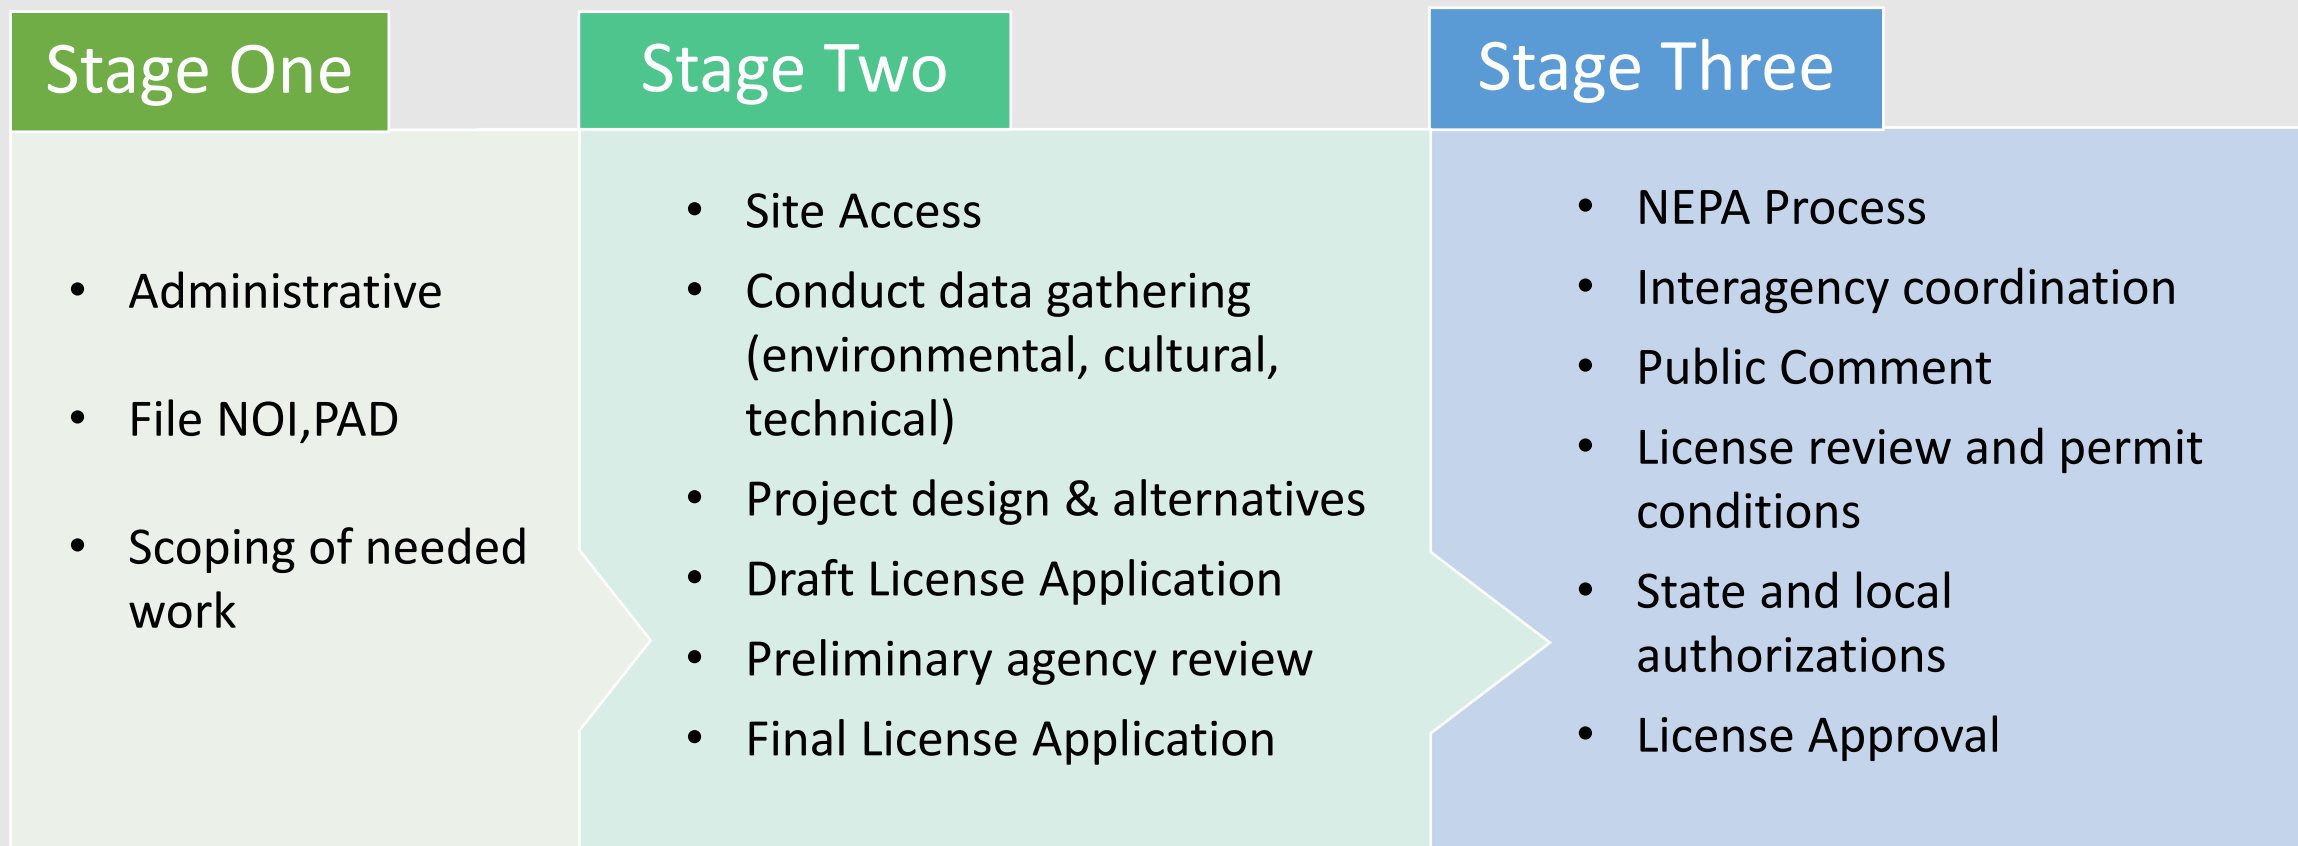 Stage One
• Administrative
• File NOI,PAD
• Scoping of needed
work
Stage Two
• Site Access
• Conduct data gathering
(environmental, cultural,
technical)
• Project design & alternatives
• Draft License Application
• Preliminary agency review
• Final License Application
Stage Three
• NEPA Process
• Interagency coordination
• Public Comment
• License review and permit
conditions
• State and local
authorizations
• License Approval